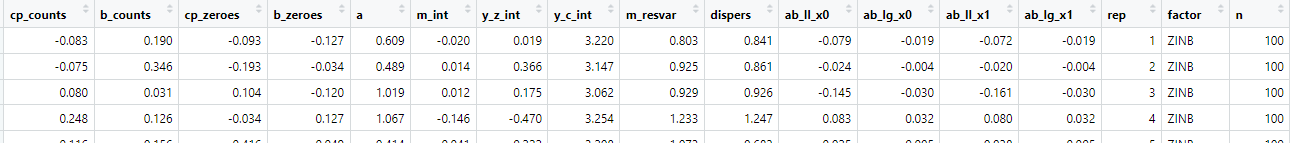 cp_counts b_counts cp_zeroes b_zeroes a m_int y_z_int y_c_int m_resvar dispers ab_ll_x0 ab_lg_x0 ab_ll_x1 ab_lg_x1 rep factor n
-0.083 0.190 -0.093 -0.127 0.609 -0.020 0.019 3.220 0.803 0.841 -0.079 -0.019 -0.072 -0.019 1 ZINB 100
-0.075 0.346 -0.193 -0.034 0.489 0.014 0.366 3.147 0.925 0.861 -0.024 -0.004 -0.020 -0.004 2 ZINB 100
0.080 0.031 0.104 -0.120 1.019 0.012 0.175 3.062 0.929 0.926 -0.145 -0.030 -0.161 -0.030 3 ZINB 100
0.248 0.126 -0.034 0.127 1.067 -0.146 -0.470 3.254 1.233 1.247 0.083 0.032 0.080 0.032 4 ZINB 100